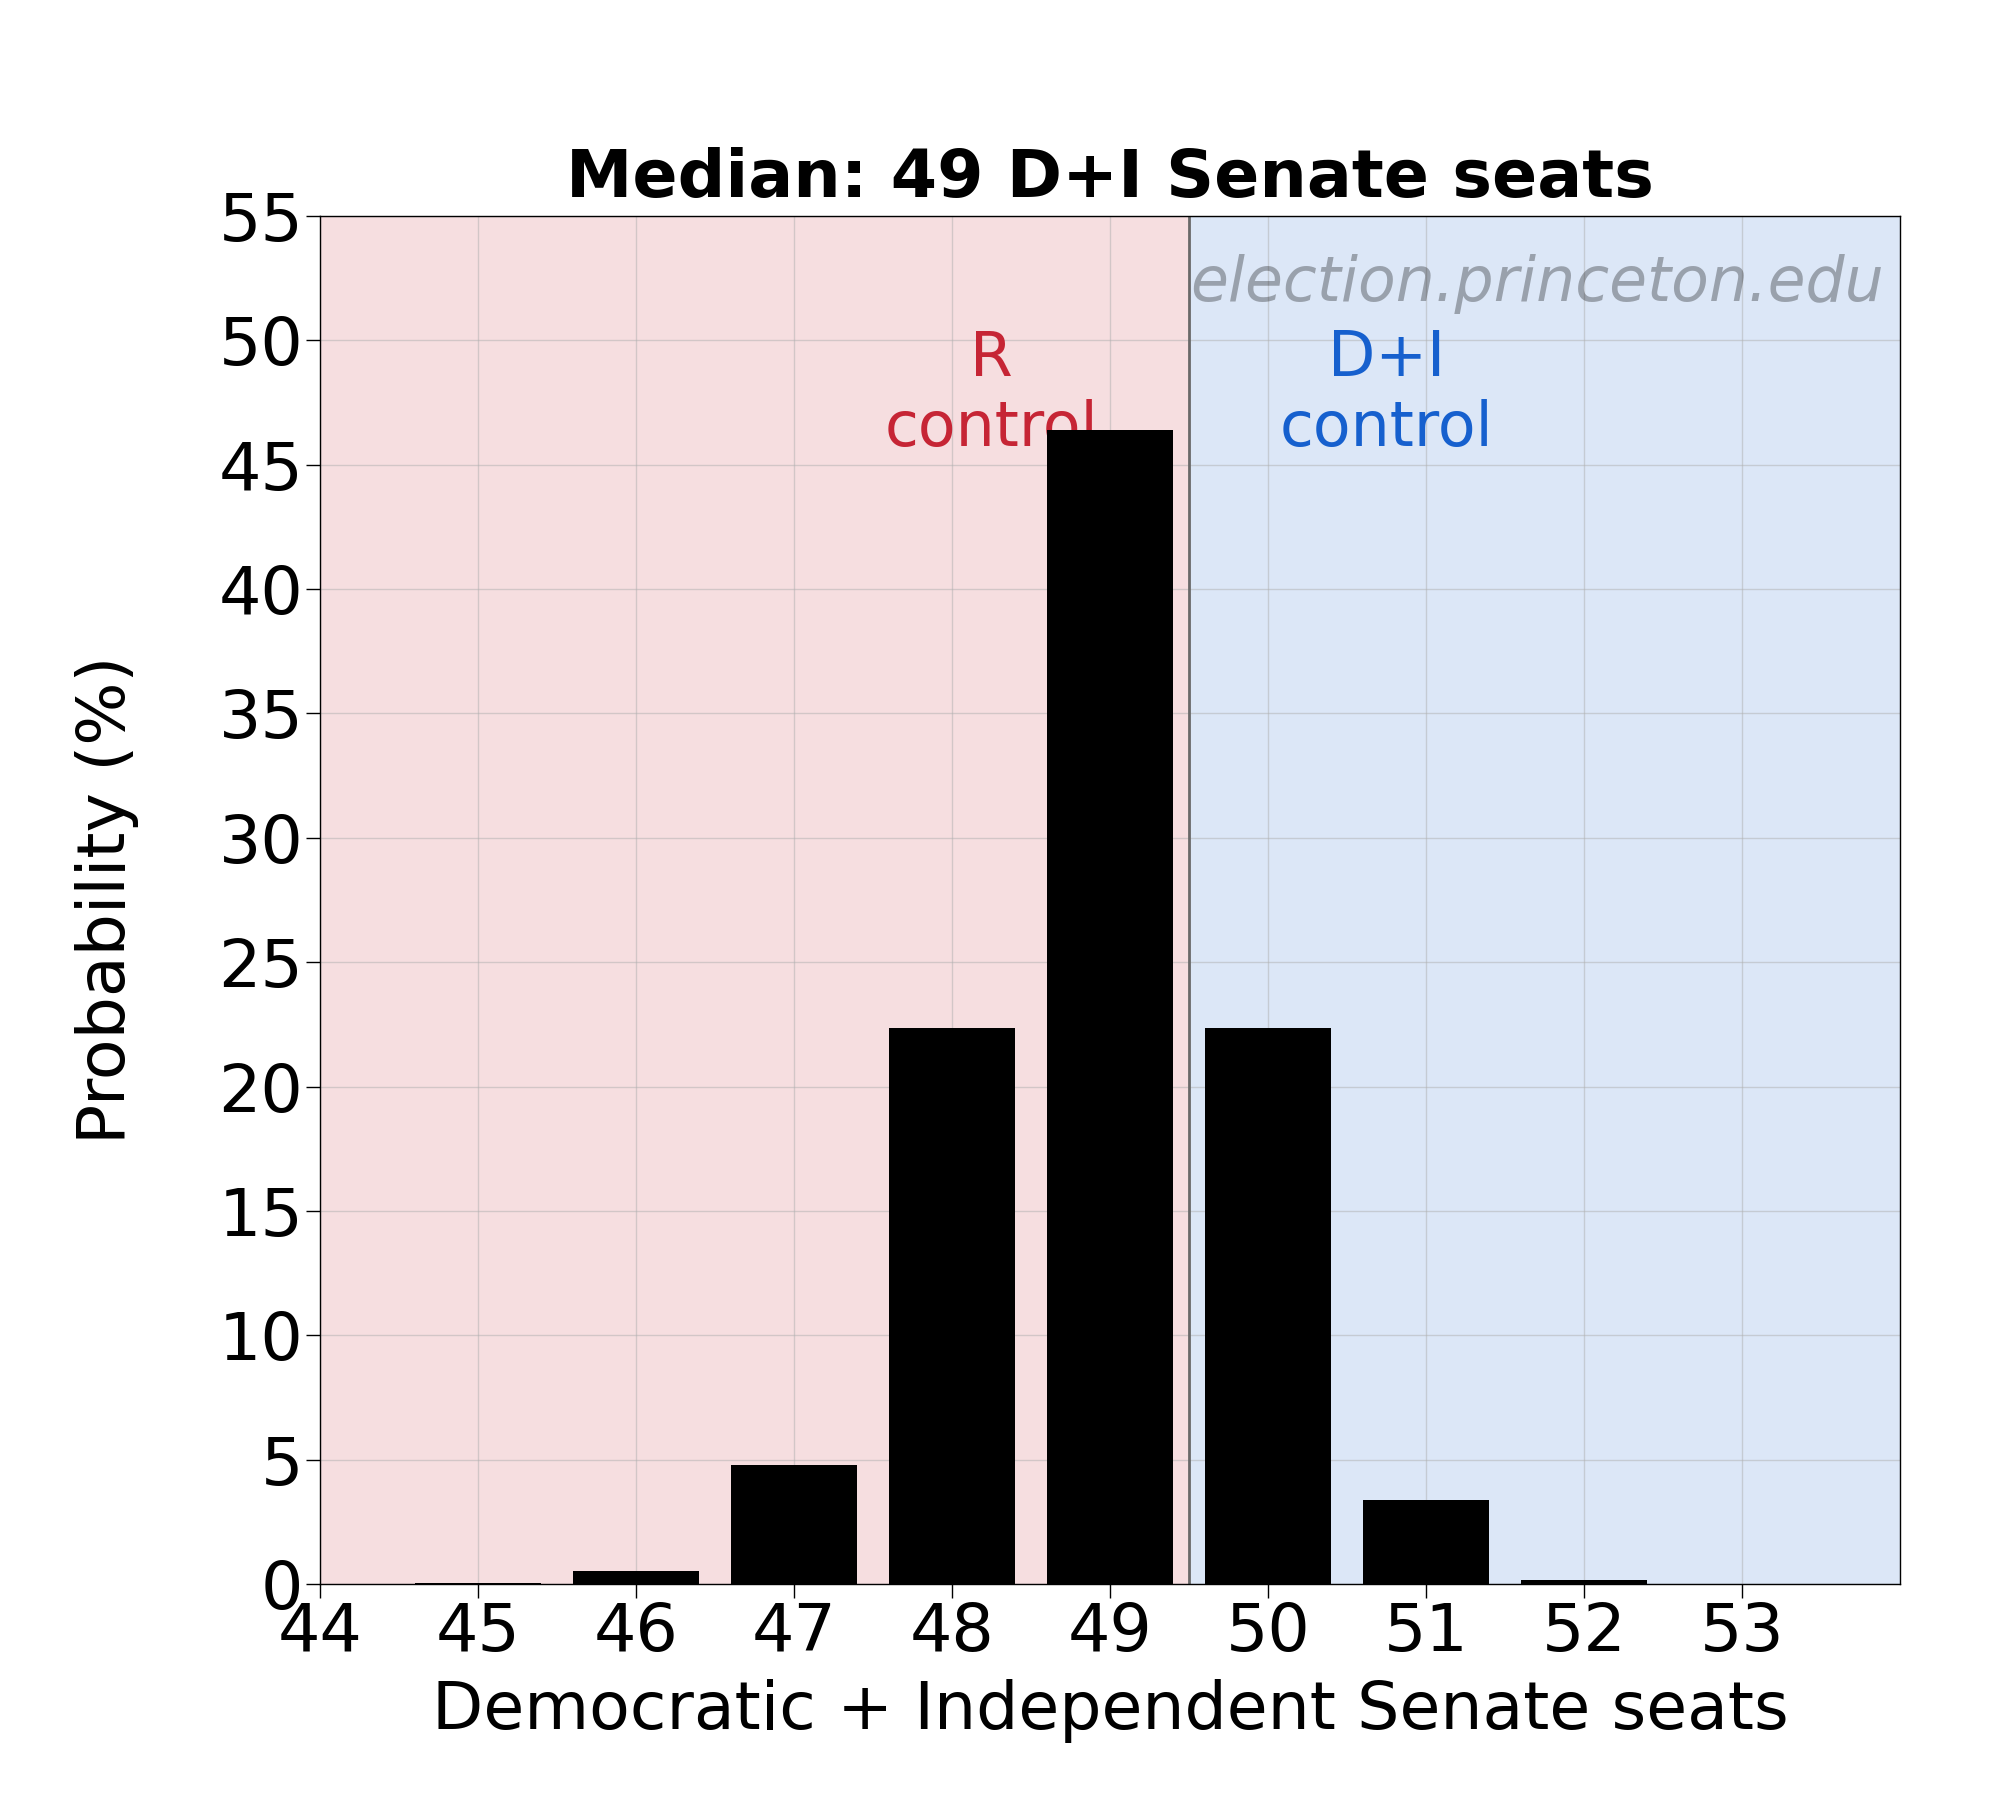 Median: 49 D+I Senate seats
election.princeton.edu
R
control
D+I
control
Probability (%)
55
50
45
40
35
30
25
20
15
10
5
0
44 45 46 47 48 49 50 51 52 53
Democratic + Independent Senate seats